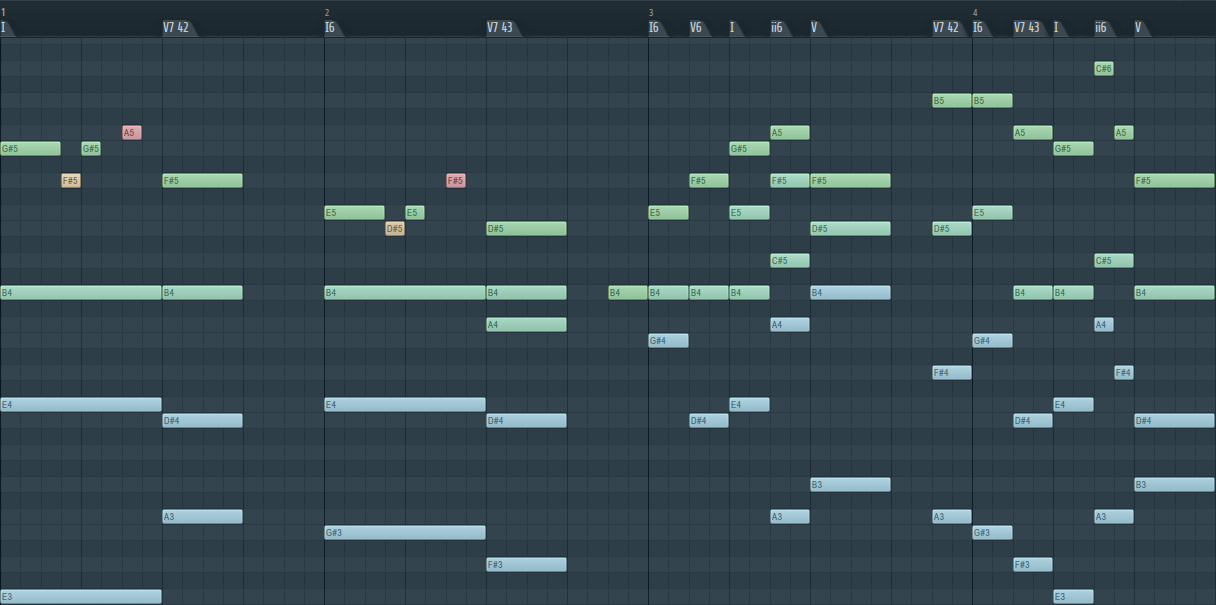 1 2 3 4
I V7 42 I6 V7 43 I6 V6 I ii6 V V7 42 I6 V7 43 I ii6 V
C#6
B5 B5
A5 A5 A5 A5
G#5 G#5 G#5 G#5
F#5 F#5 F#5 F#5 F#5 F#5 F#5
E5 E5 E5 E5 E5
D#5 D#5 D#5 D#5
C#5 C#5
B4 B4 B4 B4 B4 B4 B4 B4 B4 B4 B4 B4
A4 A4 A4
G#4 G#4
F#4 F#4
E4 E4 E4 E4
D#4 D#4 D#4 D#4 D#4
B3 B3
A3 A3 A3 A3
G#3 G#3
F#3 F#3
E3 E3